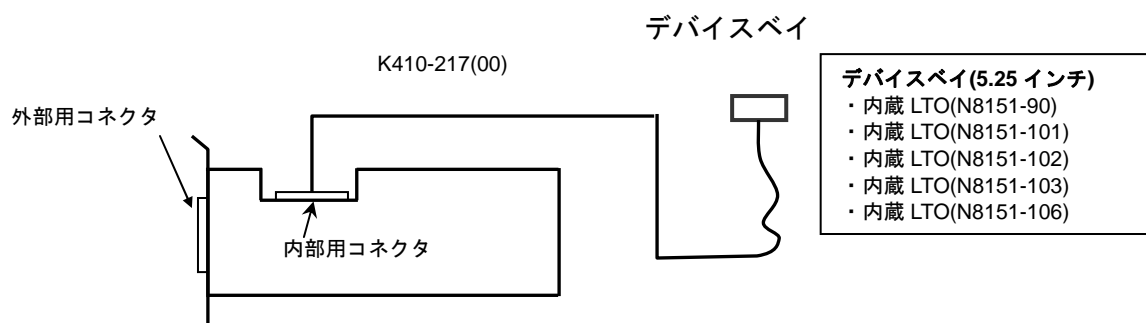 デバイスベイ
K410-217(00)
外部用コネクタ
内部用コネクタ
デバイスベイ(5.25 インチ)
・内蔵 LTO(N8151-90)
・内蔵 LTO(N8151-101)
・内蔵 LTO(N8151-102)
・内蔵 LTO(N8151-103)
・内蔵 LTO(N8151-106)